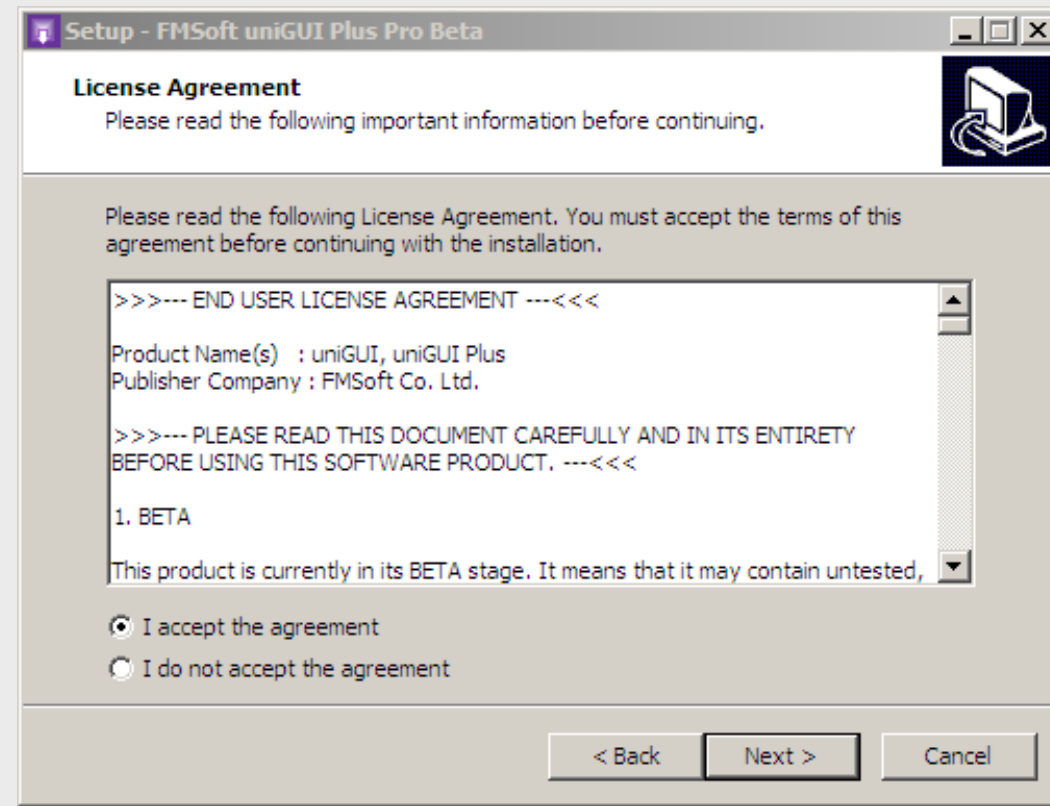 Setup - FMSoft uniGUI Plus Pro Beta
License Agreement
Please read the following important information before continuing.
Please read the following License Agreement. You must accept the terms of this
agreement before continuing with the installation.
>>>--- END USER LICENSE AGREEMENT ---<<<
Product Name(s)   : uniGUI, uniGUI Plus
Publisher Company : FMSoft Co. Ltd.
>>>--- PLEASE READ THIS DOCUMENT CAREFULLY AND IN ITS ENTIRETY
BEFORE USING THIS SOFTWARE PRODUCT. ---<<<
1. BETA
This product is currently in its BETA stage. It means that it may contain untested,
I accept the agreement
I do not accept the agreement
< Back Next > Cancel